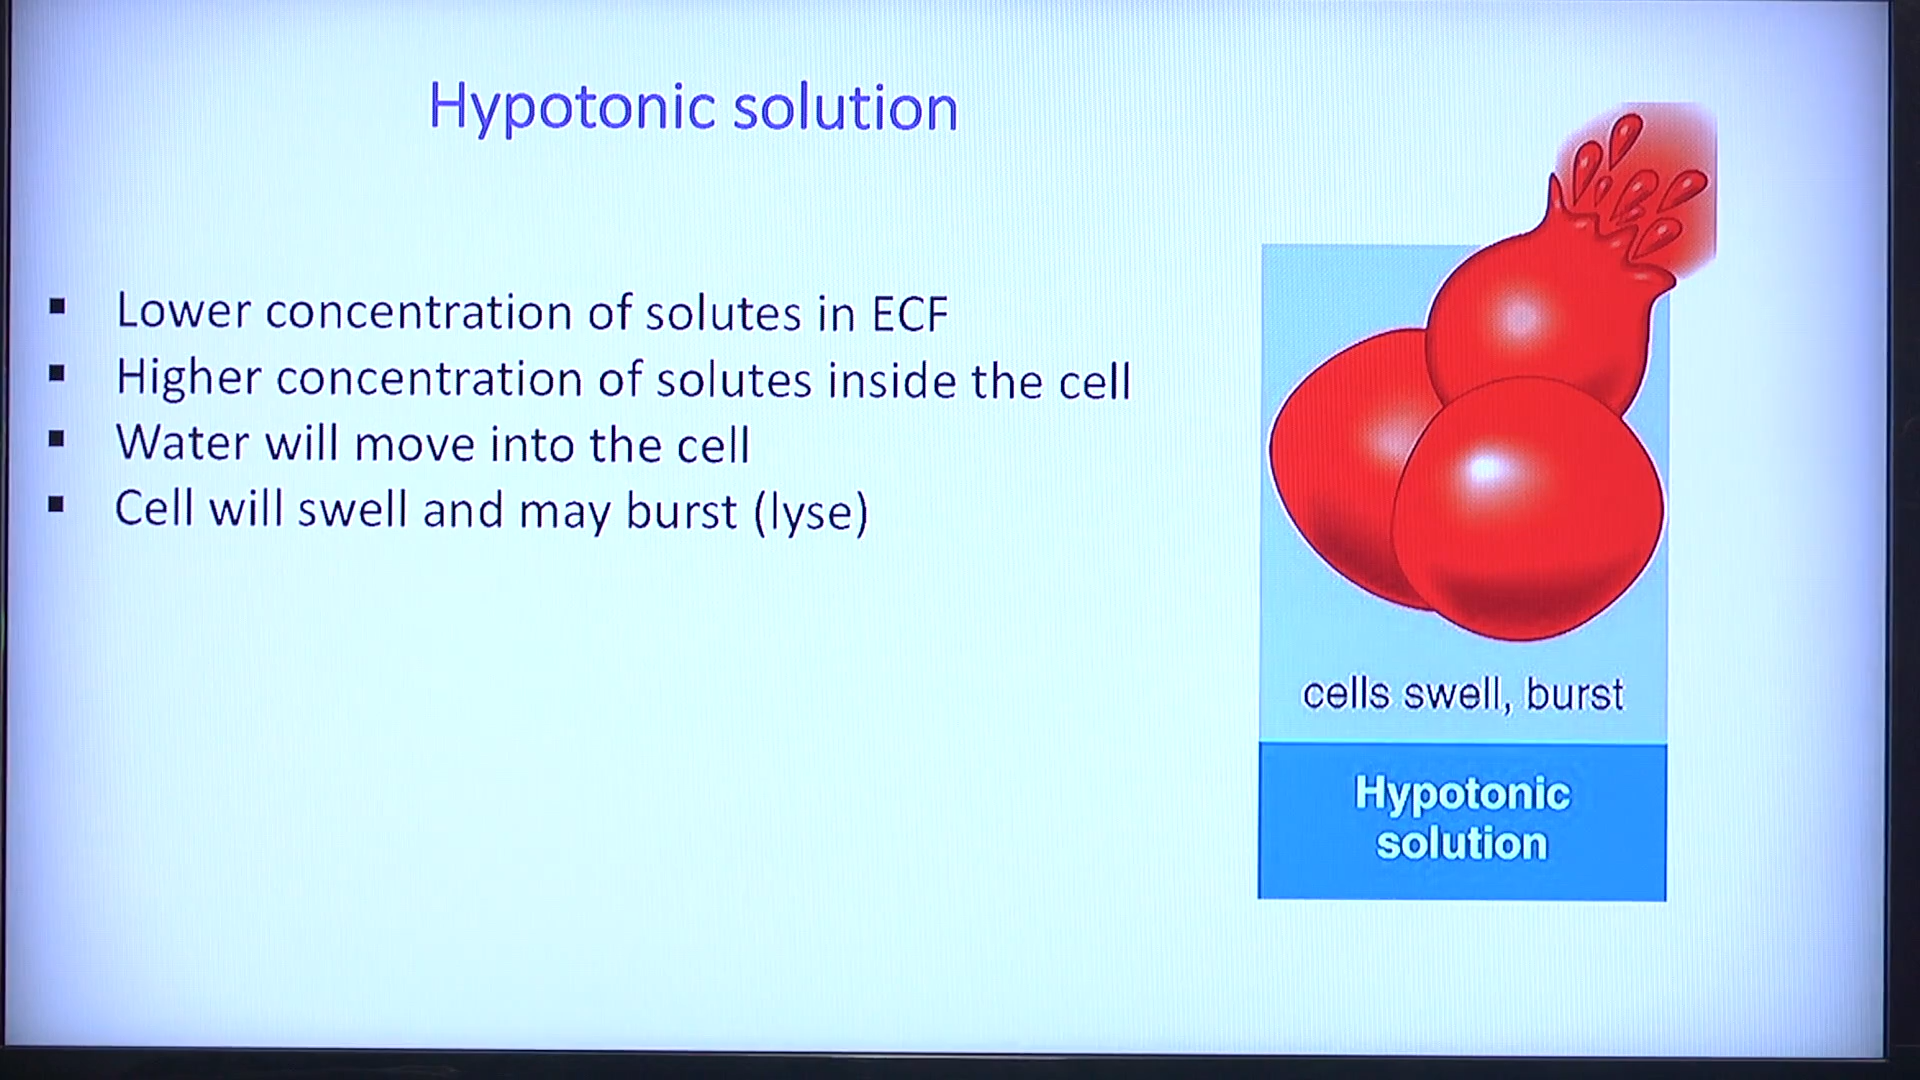 Hypotonic solution
▪ Lower concentration of solutes in ECF
▪ Higher concentration of solutes inside the cell
▪ Water will move into the cell
▪ Cell will swell and may burst (lyse)
cells swell, burst
Hypotonic
solution